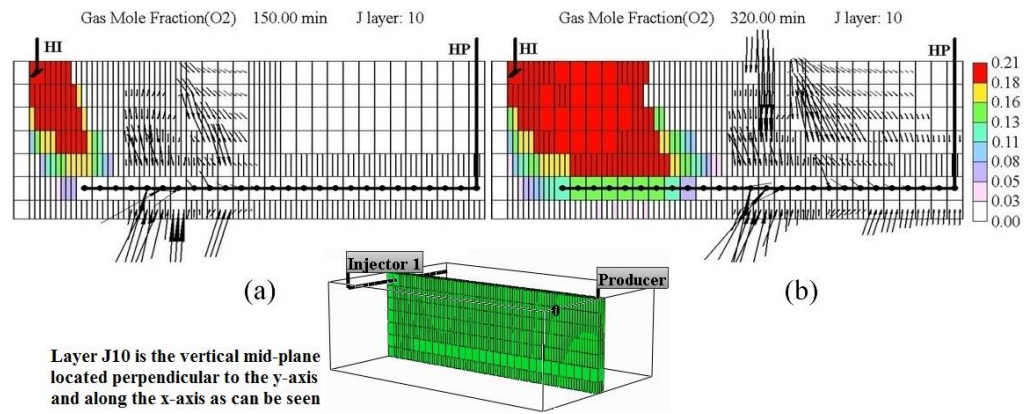 Gas Mole Fraction(O2) 150.00 min J layer: 10
Gas Mole Fraction(O2) 320.00 min J layer: 10
HI
HP
HI
HP
0.21
0.18
0.16
0.13
0.11
0.08
0.05
0.03
0.00
Injector 1
Producer
(a)
(b)
Layer J10 is the vertical mid-plane
located perpendicular to the y-axis
and along the x-axis as can be seen